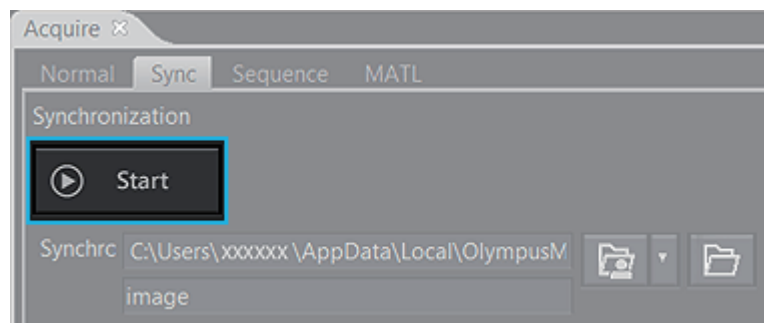 Acquire
Normal Sync Sequence MATL
Synchronization
Start
Synchrc C:\Users\xxxxxx\AppData\Local\OlympusM
image